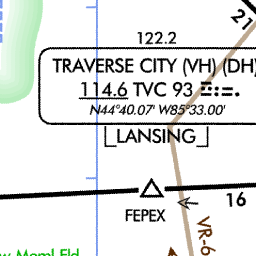 21
122.2
TRAVERSE CITY (VH) (DH)
114.6 TVC 93
N44°40.07' W85°33.00'
LANSING
16
FEPEX
VR-6